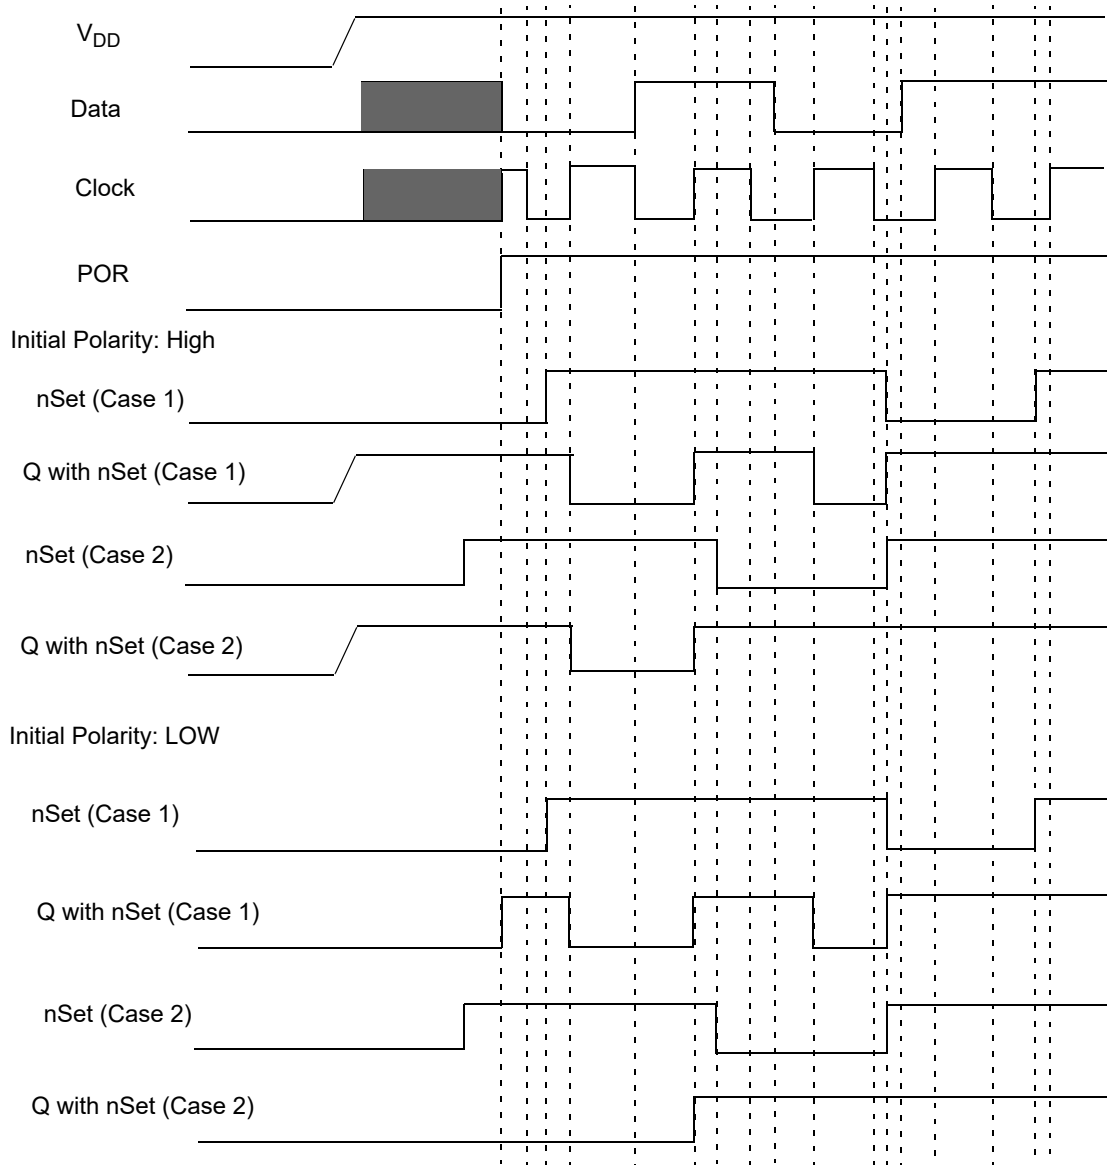 VDD
Data
Clock
POR
Initial Polarity: High
nSet (Case 1)
Q with nSet (Case 1)
nSet (Case 2)
Q with nSet (Case 2)
Initial Polarity: LOW
nSet (Case 1)
Q with nSet (Case 1)
nSet (Case 2)
Q with nSet (Case 2)